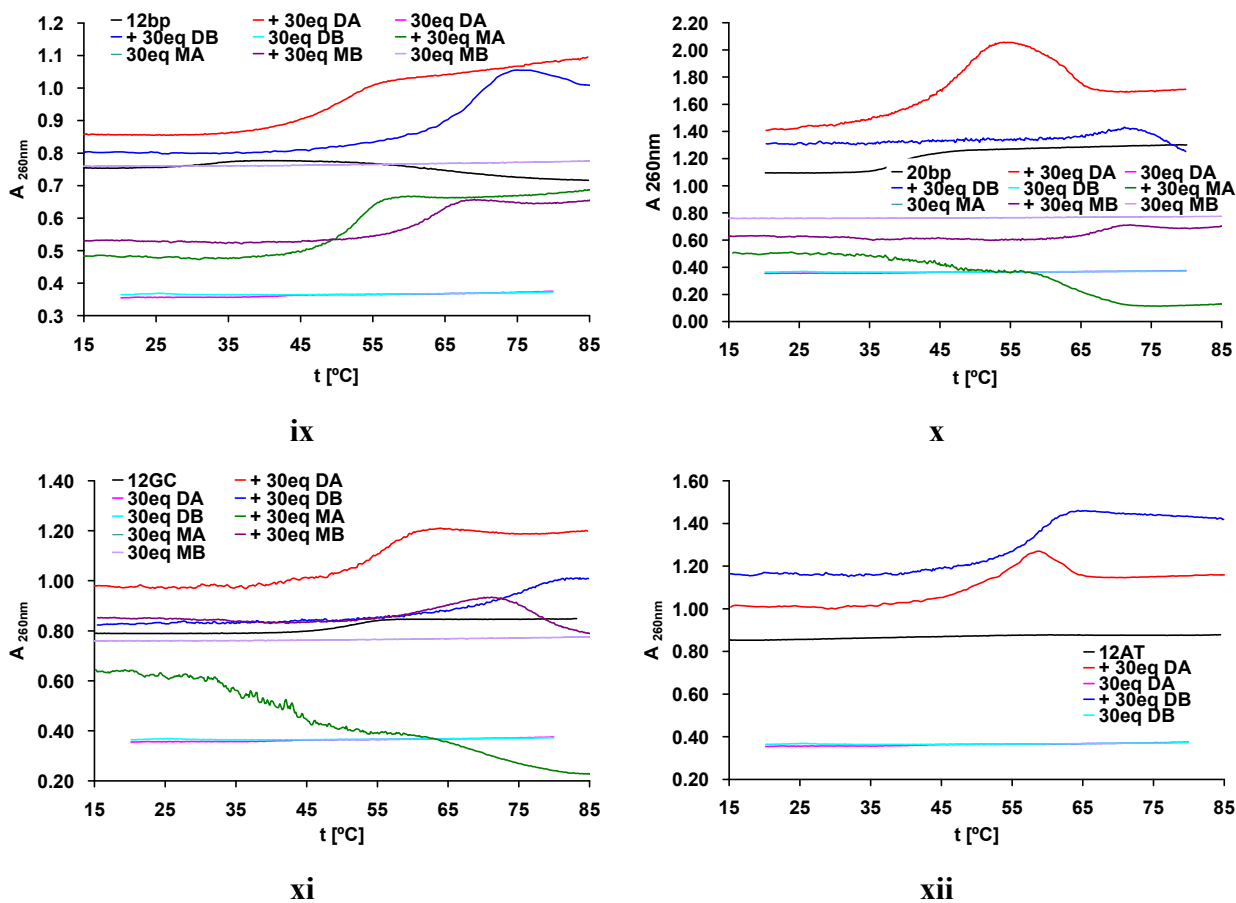 12bp + 30eq DA 30eq DA
+ 30eq DB 30eq DB + 30eq MA
30eq MA + 30eq MB 30eq MB
1.2
1.1
1.0
0.9
0.8
0.7
0.6
0.5
0.4
0.3
A 260nm
15 25 35 45 55 65 75 85
t [ºC]
ix
2.20
2.00
1.80
1.60
1.40
1.20
1.00
0.80
0.60
0.40
0.20
0.00
A 260nm
20bp + 30eq DA 30eq DA
+ 30eq DB 30eq DB + 30eq MA
30eq MA + 30eq MB 30eq MB
15 25 35 45 55 65 75 85
t [ºC]
x
12GC + 30eq DA
30eq DA + 30eq DB
30eq DB + 30eq MA
30eq MA + 30eq MB
30eq MB
1.40
1.20
1.00
0.80
0.60
0.40
0.20
A 260nm
15 25 35 45 55 65 75 85
t [ºC]
xi
1.60
1.40
1.20
1.00
0.80
0.60
0.40
0.20
A 260nm
12AT
+ 30eq DA
30eq DA
+ 30eq DB
30eq DB
15 25 35 45 55 65 75 85
t [ºC]
xii